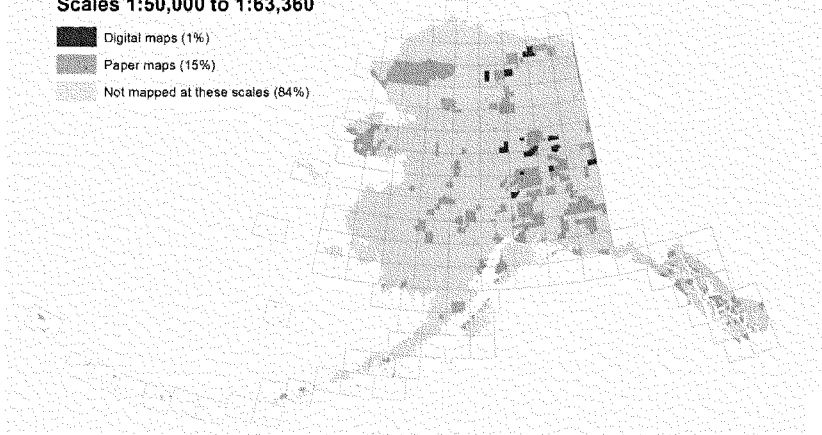 Scales 1:50,000 to 1:63,360
Digital maps (1%)
Paper maps (15%)
Not mapped at these scales (84%)